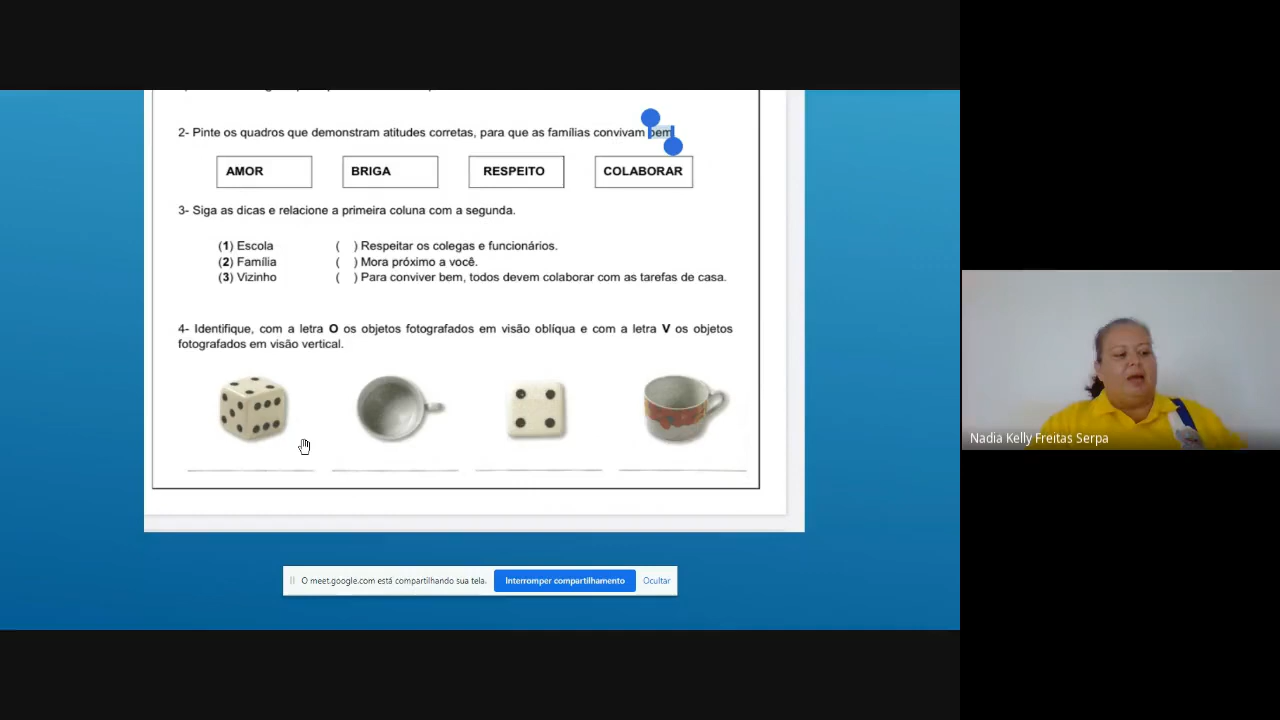 2- Pinte os quadros que demonstram atitudes corretas, para que as famílias convivam bem
AMOR BRIGA RESPEITO COLABORAR
3- Siga as dicas e relacione a primeira coluna com a segunda.
(1) Escola ( ) Respeitar os colegas e funcionários.
(2) Família ( ) Mora próximo a você.
(3) Vizinho ( ) Para conviver bem, todos devem colaborar com as tarefas de casa.
4- Identifique, com a letra O os objetos fotografados em visão oblíqua e com a letra V os objetos
fotografados em visão vertical.
Nadia Kelly Freitas Serpa
O meet.google.com está compartilhando sua tela. Interromper compartilhamento Ocultar